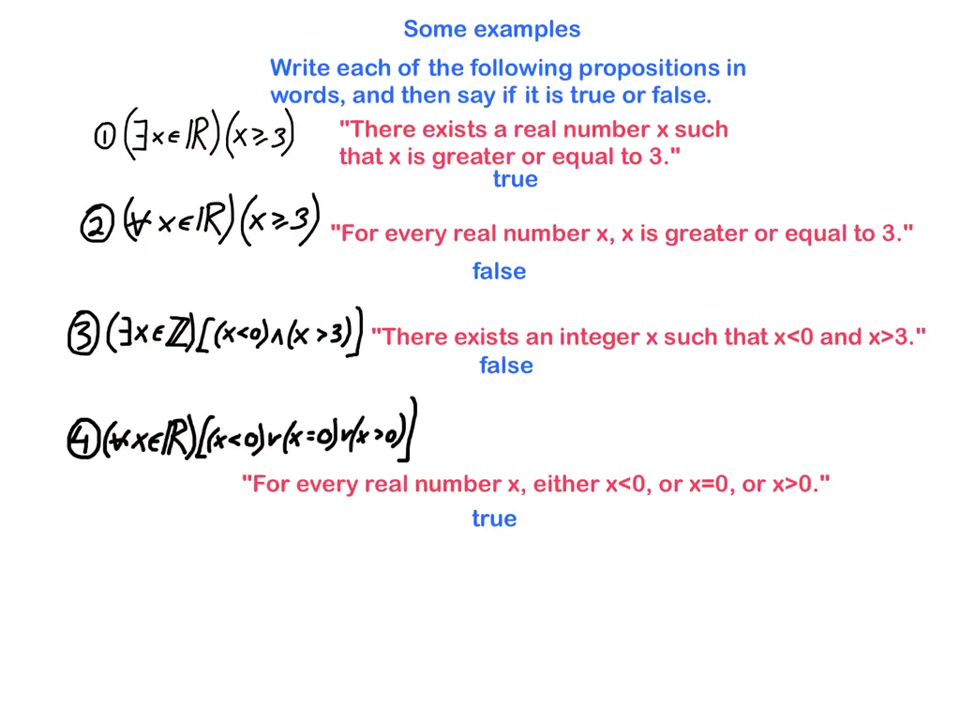 Some examples
Write each of the following propositions in
words, and then say if it is true or false.
① (∃x∈ℝ)(x≥3)
"There exists a real number x such
that x is greater or equal to 3."
true
② (∀x∈ℝ)(x≥3) "For every real number x, x is greater or equal to 3."
false
③ (∃x∈ℤ)[(x<0)∧(x>3)] "There exists an integer x such that x<0 and x>3."
false
④ (∀x∈ℝ)[(x<0)∨(x=0)∨(x>0)]
"For every real number x, either x<0, or x=0, or x>0."
true